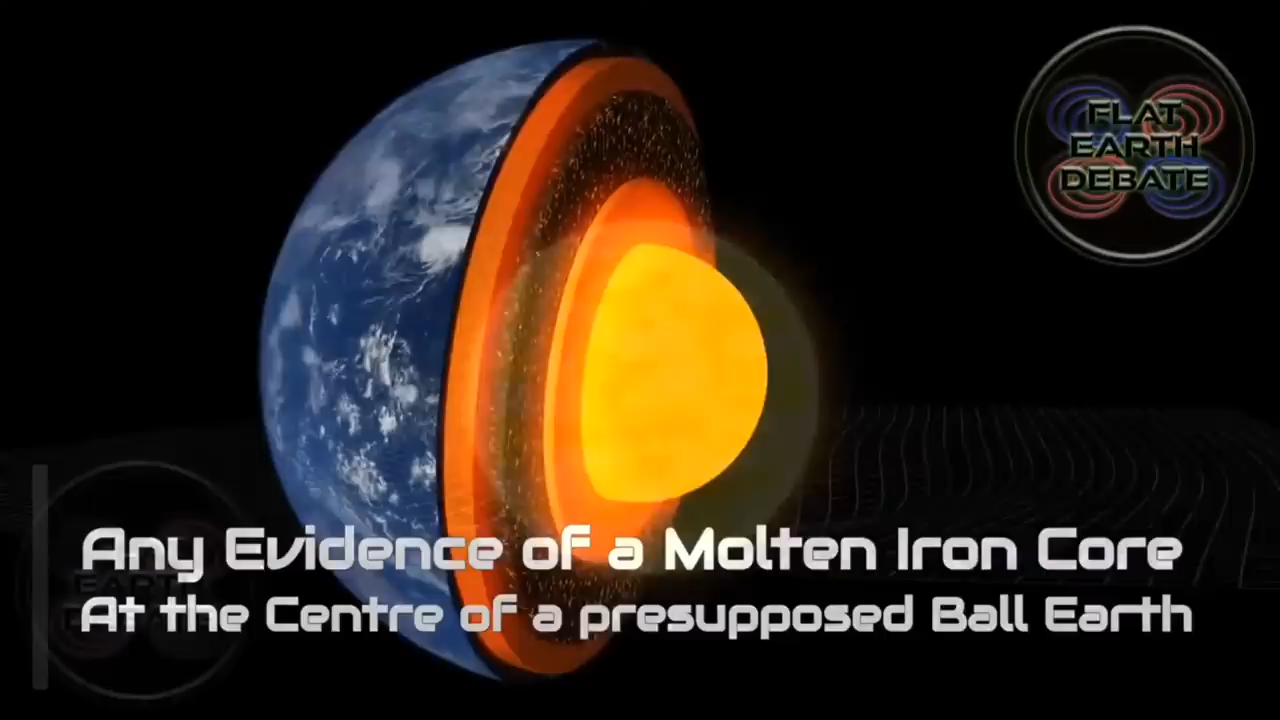 FLAT
EARTH
DEBATE
Any Evidence of a Molten Iron Core
At the Centre of a presupposed Ball Earth